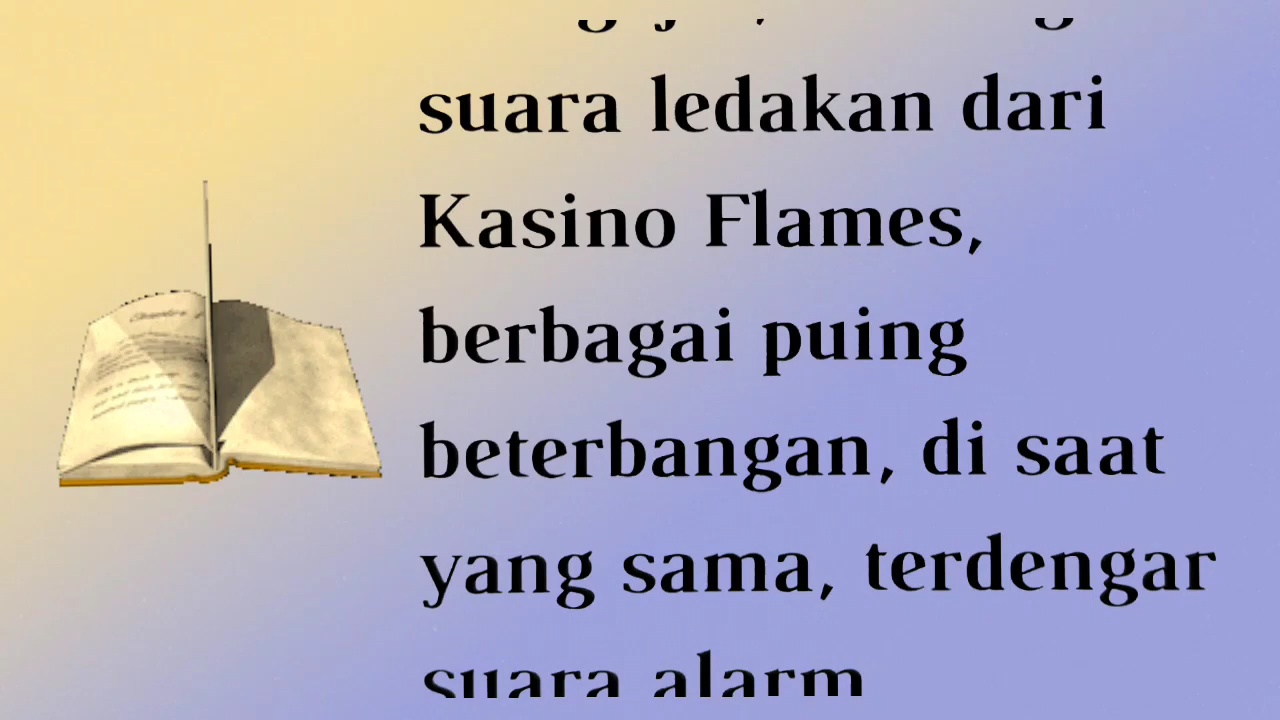 suara ledakan dari
Kasino Flames,
berbagai puing
beterbangan, di saat
yang sama, terdengar
suara alarm